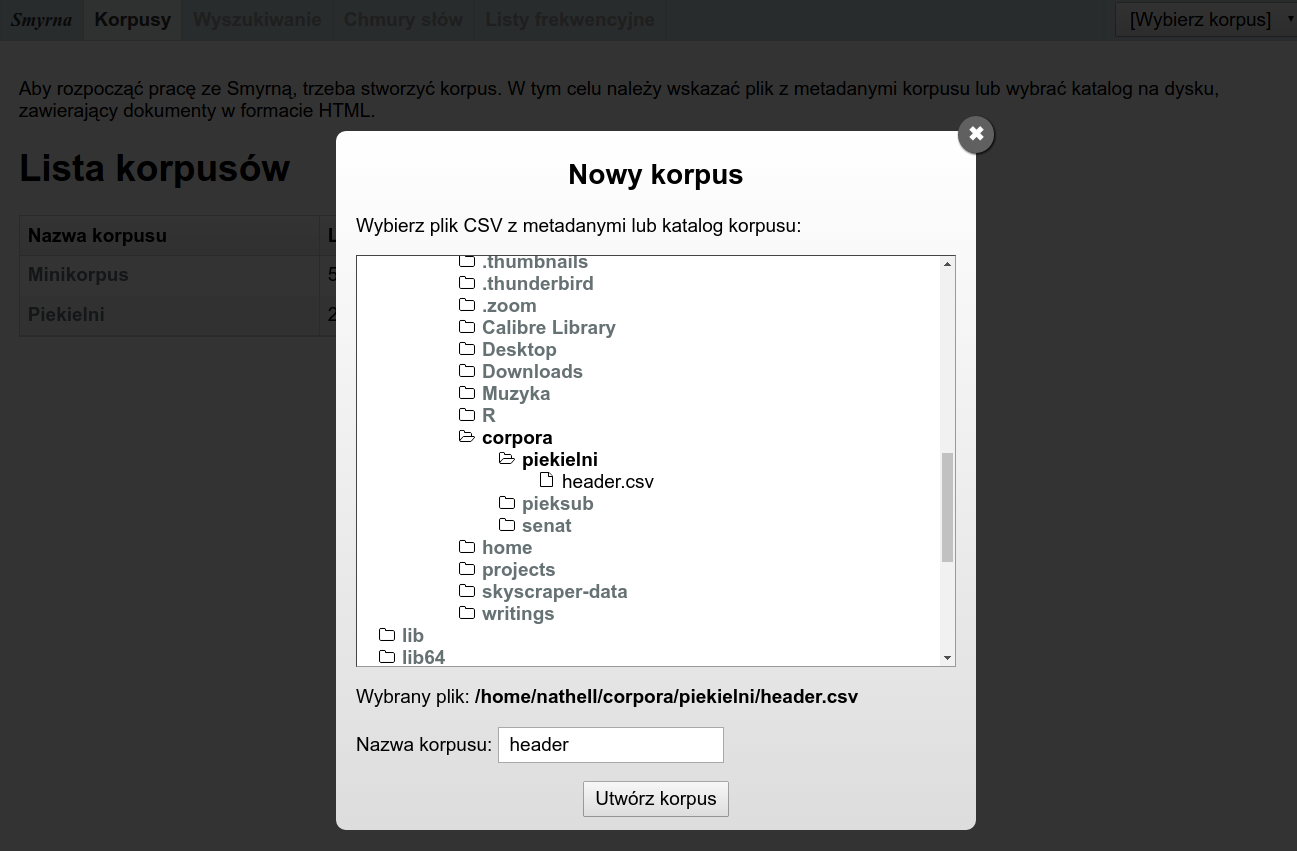 Smyrna Korpusy Wyszukiwanie Chmury słów Listy frekwencyjne [Wybierz korpus]
Aby rozpocząć pracę ze Smyrną, trzeba stworzyć korpus. W tym celu należy wskazać plik z metadanymi korpusu lub wybrać katalog na dysku,
zawierający dokumenty w formacie HTML.
Lista korpusów
Nazwa korpusu
Minikorpus
Piekielni
Nowy korpus
Wybierz plik CSV z metadanymi lub katalog korpusu:
.thumbnails
.thunderbird
.zoom
Calibre Library
Desktop
Downloads
Muzyka
R
corpora
piekielni
header.csv
pieksub
senat
home
projects
skyscraper-data
writings
lib
lib64
Wybrany plik: /home/nathell/corpora/piekielni/header.csv
Nazwa korpusu: header
Utwórz korpus